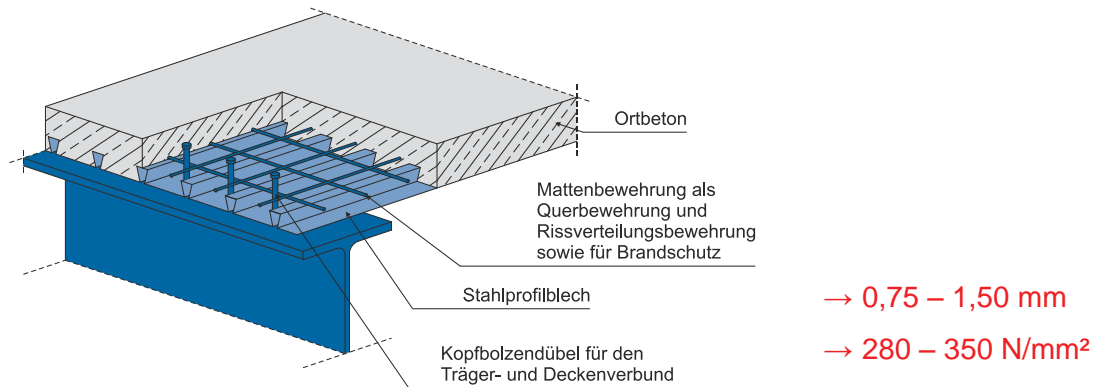 Ortbeton
Mattenbewehrung als
Querbewehrung und
Rissverteilungsbewehrung
sowie für Brandschutz
Stahlprofilblech
→ 0,75 – 1,50 mm
→ 280 – 350 N/mm²
Kopfbolzendübel für den
Träger- und Deckenverbund